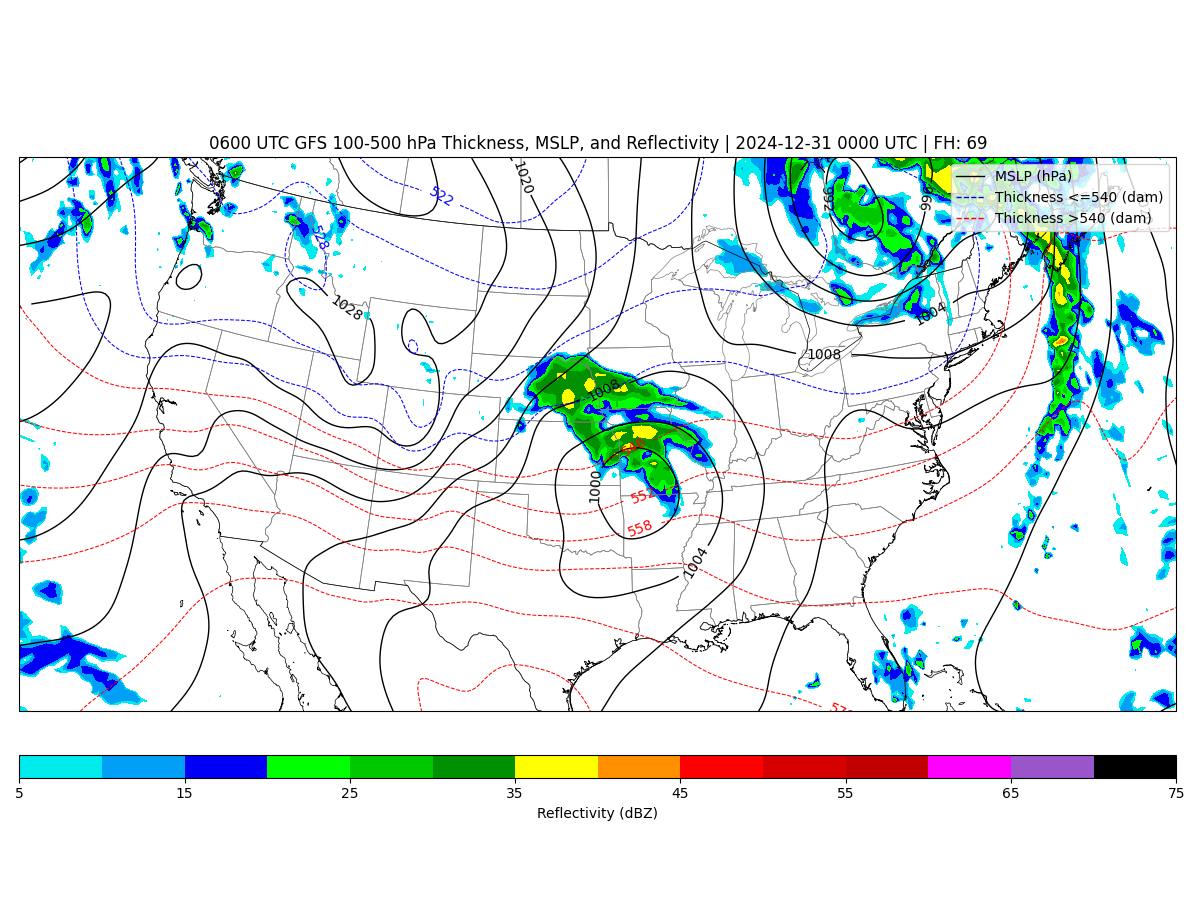 0600 UTC GFS 100-500 hPa Thickness, MSLP, and Reflectivity | 2024-12-31 0000 UTC | FH: 69
MSLP (hPa)
Thickness <=540 (dam)
Thickness >540 (dam)
522
1020
992
996
528
1028
1004
1008
1008
1000
552
558
1004
5 15 25 35 45 55 65 75
Reflectivity (dBZ)